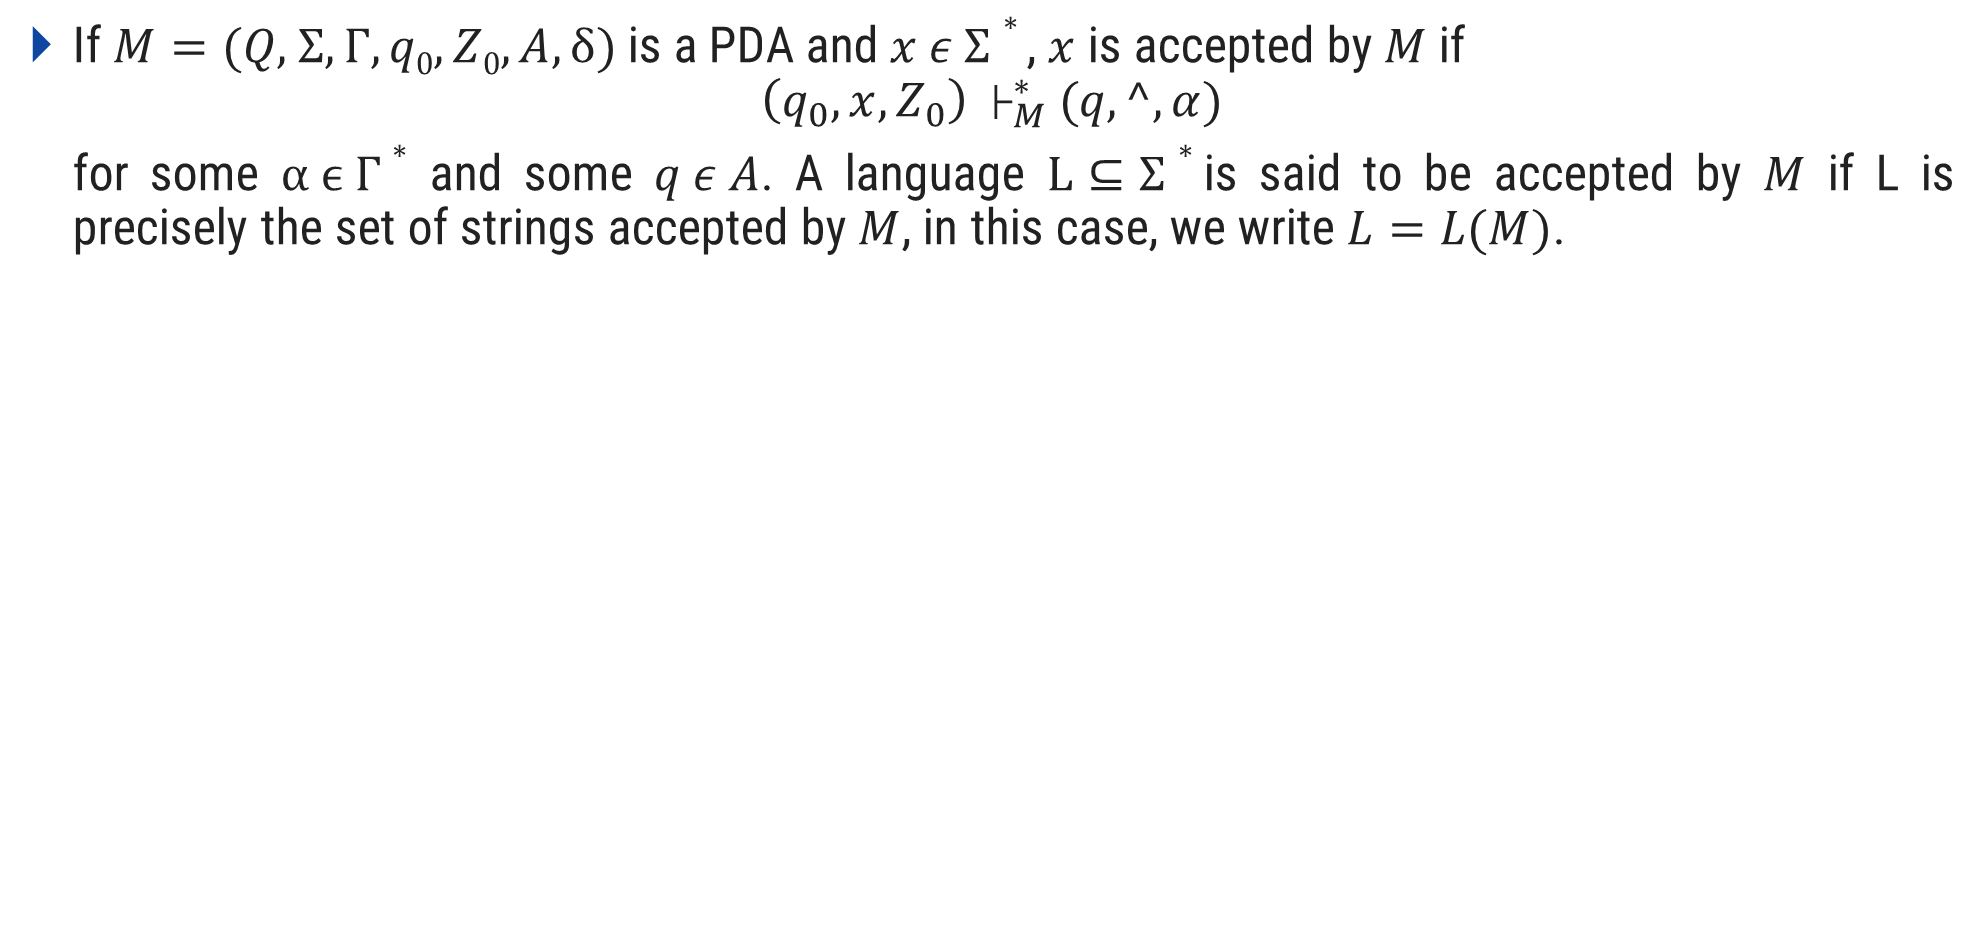 If M = (Q, Σ, Γ, q₀, Z₀, A, δ) is a PDA and x ϵ Σ*, x is accepted by M if
(q₀, x, Z₀) ⊢*_M (q, ^, α)
for some α ϵ Γ* and some q ϵ A. A language L ⊆ Σ* is said to be accepted by M if L is
precisely the set of strings accepted by M, in this case, we write L = L(M).